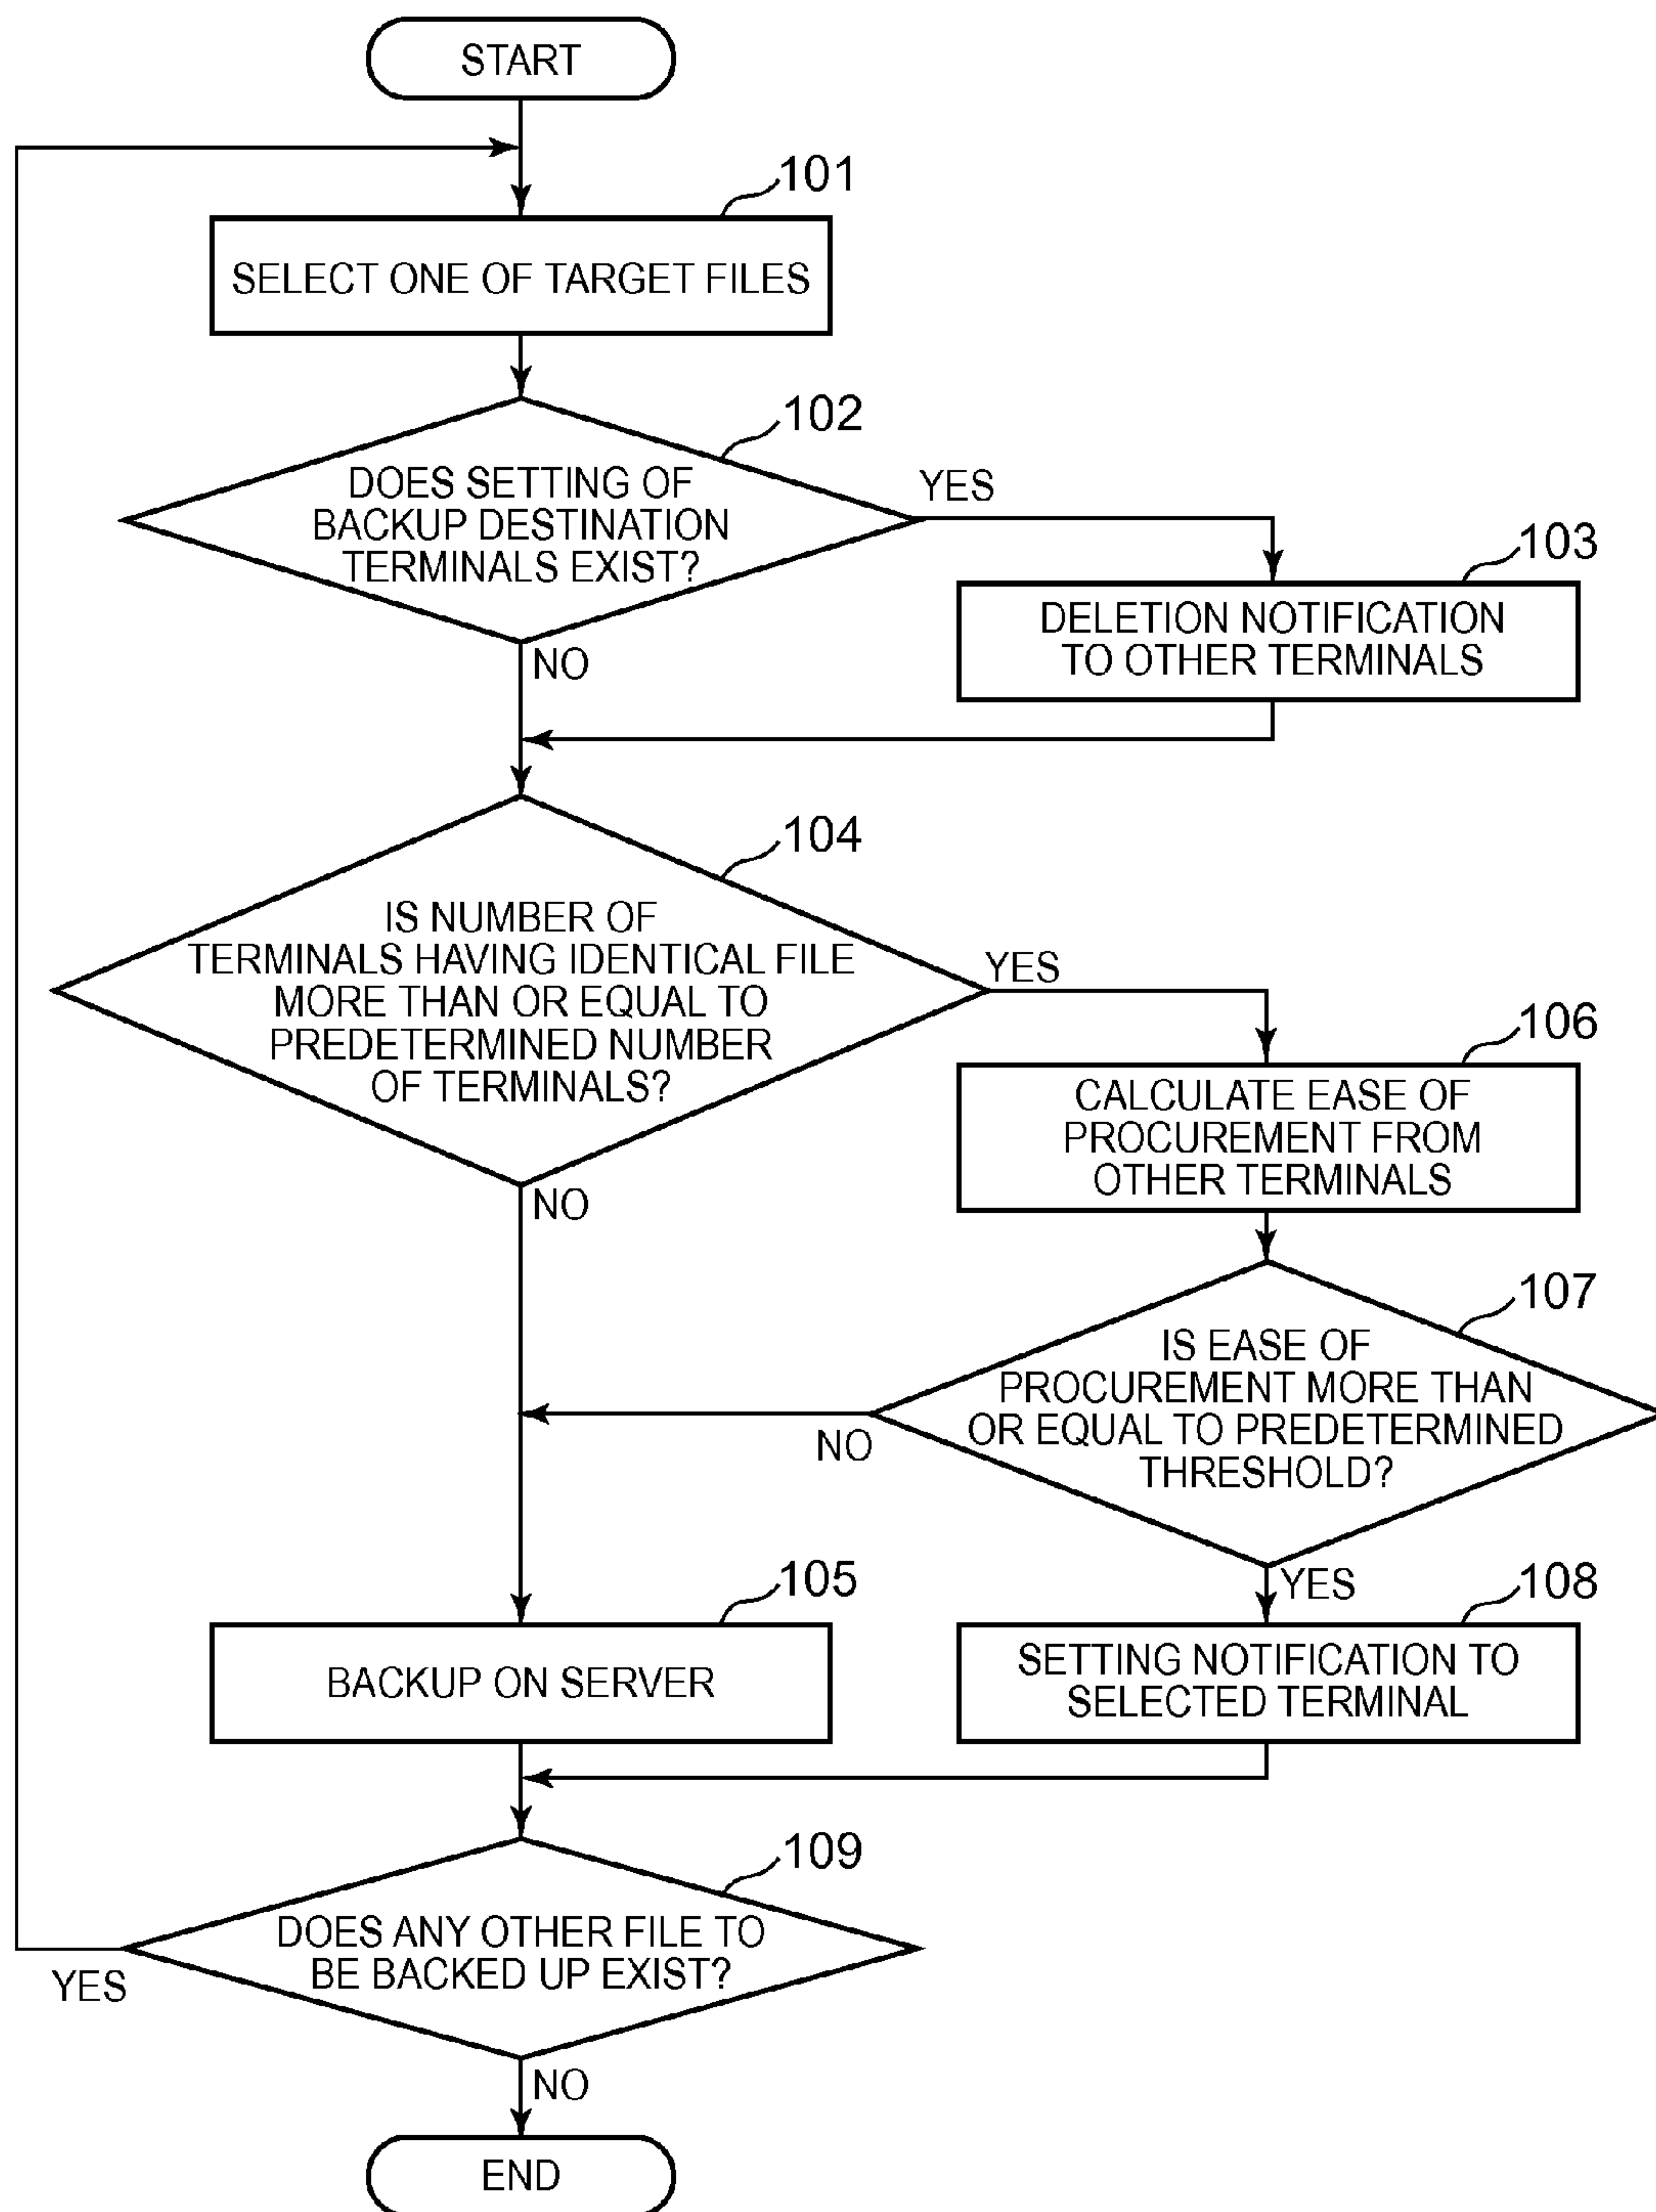 START
101
SELECT ONE OF TARGET FILES
102
DOES SETTING OF
BACKUP DESTINATION
TERMINALS EXIST?
YES
NO
103
DELETION NOTIFICATION
TO OTHER TERMINALS
104
IS NUMBER OF
TERMINALS HAVING IDENTICAL FILE
MORE THAN OR EQUAL TO
PREDETERMINED NUMBER
OF TERMINALS?
YES
NO
106
CALCULATE EASE OF
PROCUREMENT FROM
OTHER TERMINALS
107
IS EASE OF
PROCUREMENT MORE THAN
OR EQUAL TO PREDETERMINED
THRESHOLD?
NO
YES
105
BACKUP ON SERVER
108
SETTING NOTIFICATION TO
SELECTED TERMINAL
109
DOES ANY OTHER FILE TO
BE BACKED UP EXIST?
YES
NO
END